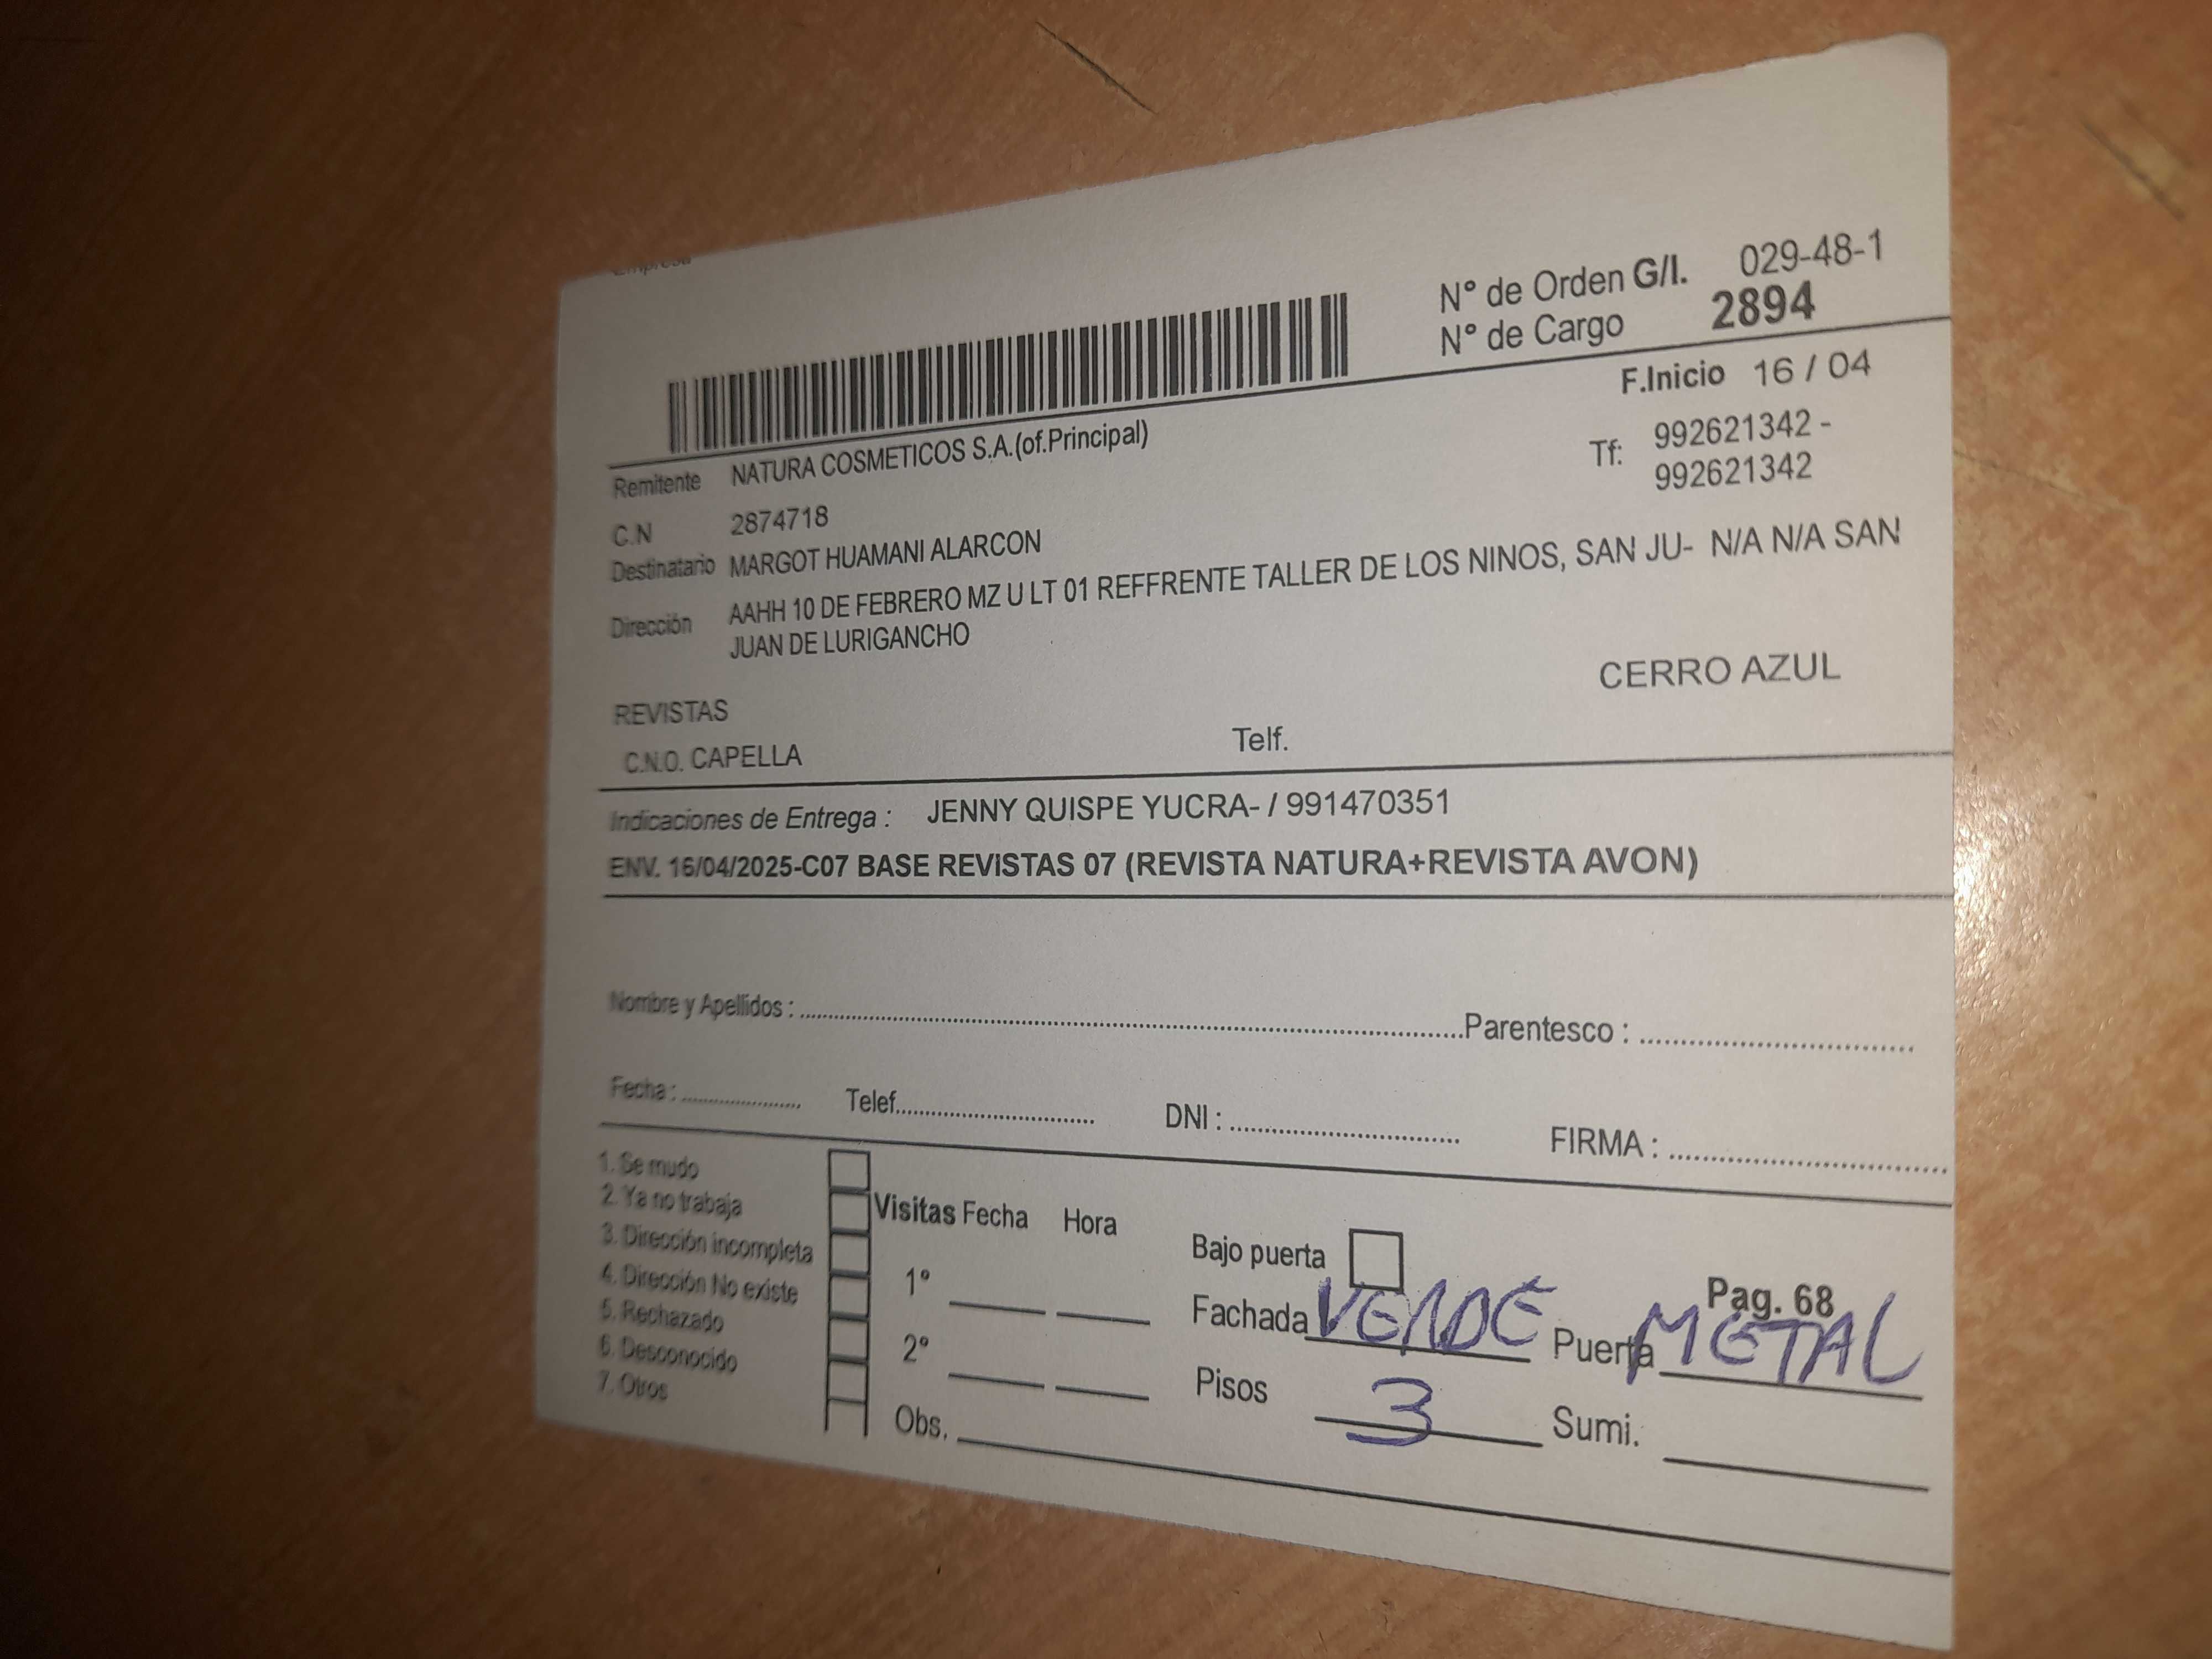 Empresa
N° de Orden G/I. 029-48-1
N° de Cargo 2894
F.Inicio 16 / 04
Remitente NATURA COSMETICOS S.A.(of.Principal)
Tf: 992621342 -
992621342
C.N 2874718
Destinatario MARGOT HUAMANI ALARCON
Dirección AAHH 10 DE FEBRERO MZ U LT 01 REFFRENTE TALLER DE LOS NINOS, SAN JU- N/A N/A SAN
JUAN DE LURIGANCHO
CERRO AZUL
REVISTAS
C.N.O. CAPELLA Telf.
Indicaciones de Entrega : JENNY QUISPE YUCRA- / 991470351
ENV. 16/04/2025-C07 BASE REVISTAS 07 (REVISTA NATURA+REVISTA AVON)
Nombre y Apellidos : Parentesco :
Fecha : Telef. DNI : FIRMA :
1. Se mudo
2. Ya no trabaja
3. Dirección incompleta
4. Dirección No existe
5. Rechazado
6. Desconocido
7. Otros
Visitas Fecha Hora
1°
2°
Obs.
Bajo puerta
Pag. 68
Fachada VERDE Puerta METAL
Pisos 3 Sumi.